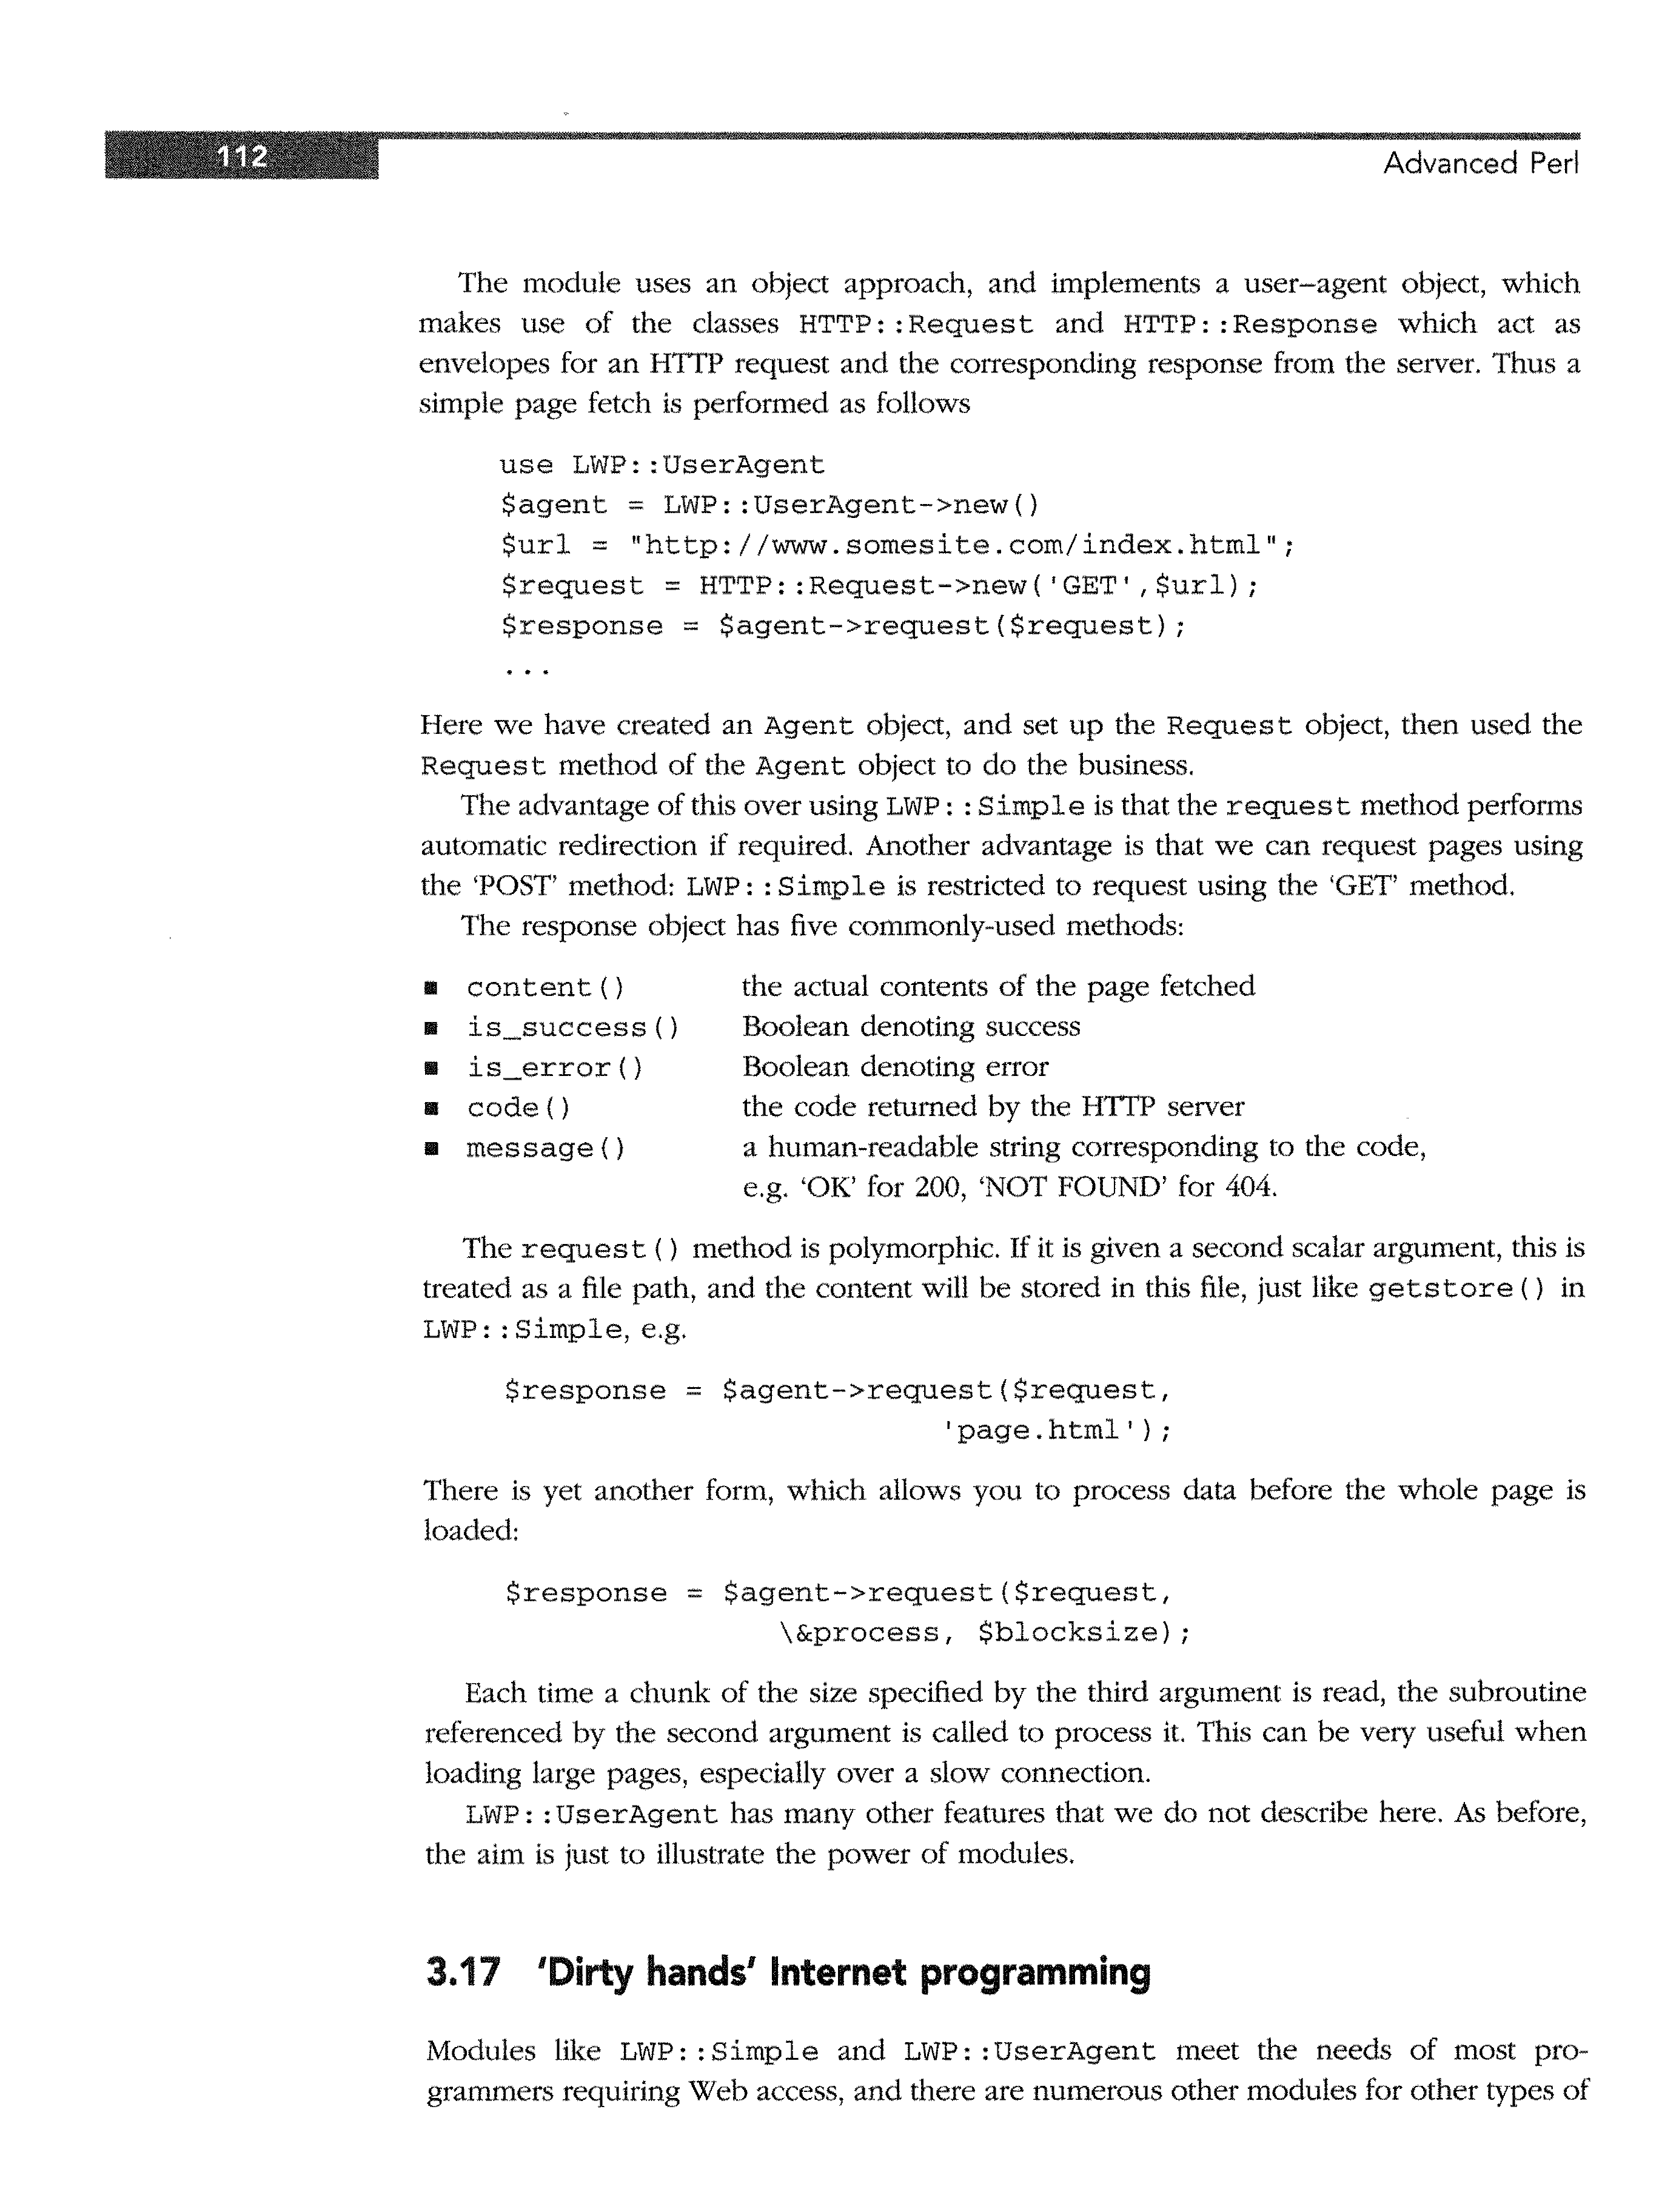 112
Advanced Perl
The module uses an object approach, and implements a user–agent object, which
makes use of the classes HTTP::Request and HTTP::Response which act as
envelopes for an HTTP request and the corresponding response from the server. Thus a
simple page fetch is performed as follows
use LWP::UserAgent
$agent = LWP::UserAgent->new()
$url = "http://www.somesite.com/index.html";
$request = HTTP::Request->new('GET',$url);
$response = $agent->request($request);
...
Here we have created an Agent object, and set up the Request object, then used the
Request method of the Agent object to do the business.
The advantage of this over using LWP::Simple is that the request method performs
automatic redirection if required. Another advantage is that we can request pages using
the ‘POST’ method: LWP::Simple is restricted to request using the ‘GET’ method.
The response object has five commonly-used methods:
■ content() the actual contents of the page fetched
■ is_success() Boolean denoting success
■ is_error() Boolean denoting error
■ code() the code returned by the HTTP server
■ message() a human-readable string corresponding to the code,
e.g. ‘OK’ for 200, ‘NOT FOUND’ for 404.
The request() method is polymorphic. If it is given a second scalar argument, this is
treated as a file path, and the content will be stored in this file, just like getstore() in
LWP::Simple, e.g.
$response = $agent->request($request,
'page.html');
There is yet another form, which allows you to process data before the whole page is
loaded:
$response = $agent->request($request,
\&process, $blocksize);
Each time a chunk of the size specified by the third argument is read, the subroutine
referenced by the second argument is called to process it. This can be very useful when
loading large pages, especially over a slow connection.
LWP::UserAgent has many other features that we do not describe here. As before,
the aim is just to illustrate the power of modules.
3.17 ‘Dirty hands’ Internet programming
Modules like LWP::Simple and LWP::UserAgent meet the needs of most pro-
grammers requiring Web access, and there are numerous other modules for other types of